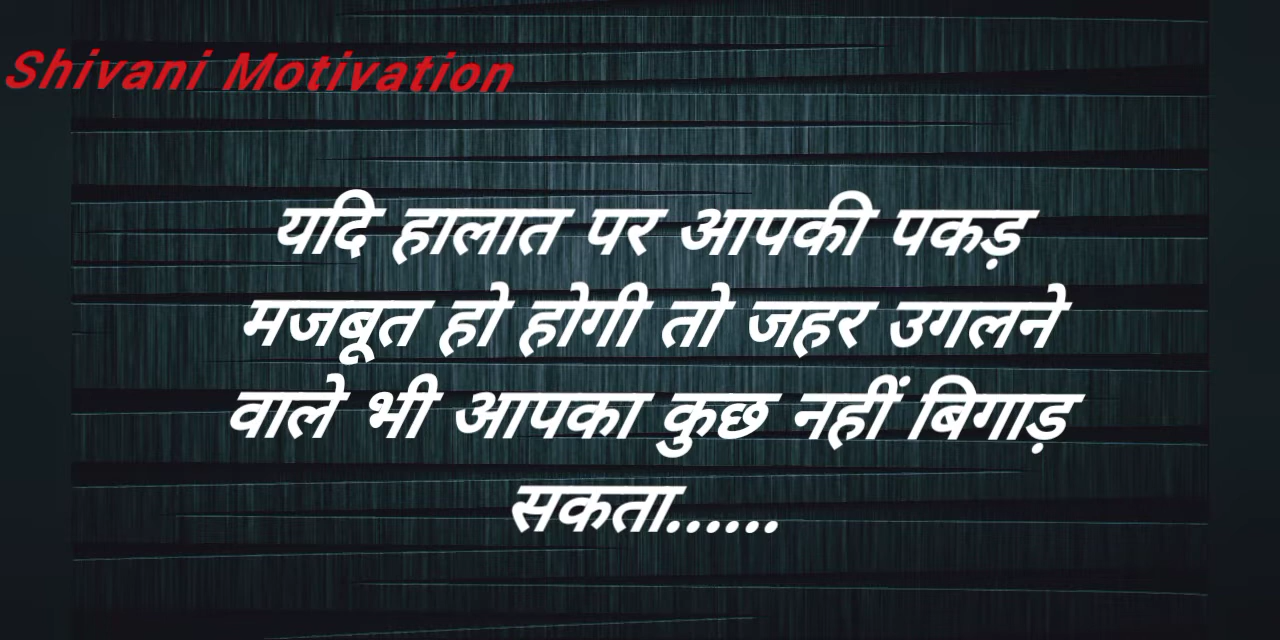 Shivani Motivation
यदि हालात पर आपकी पकड़
मजबूत हो होगी तो जहर उगलने
वाले भी आपका कुछ नहीं बिगाड़
सकता......